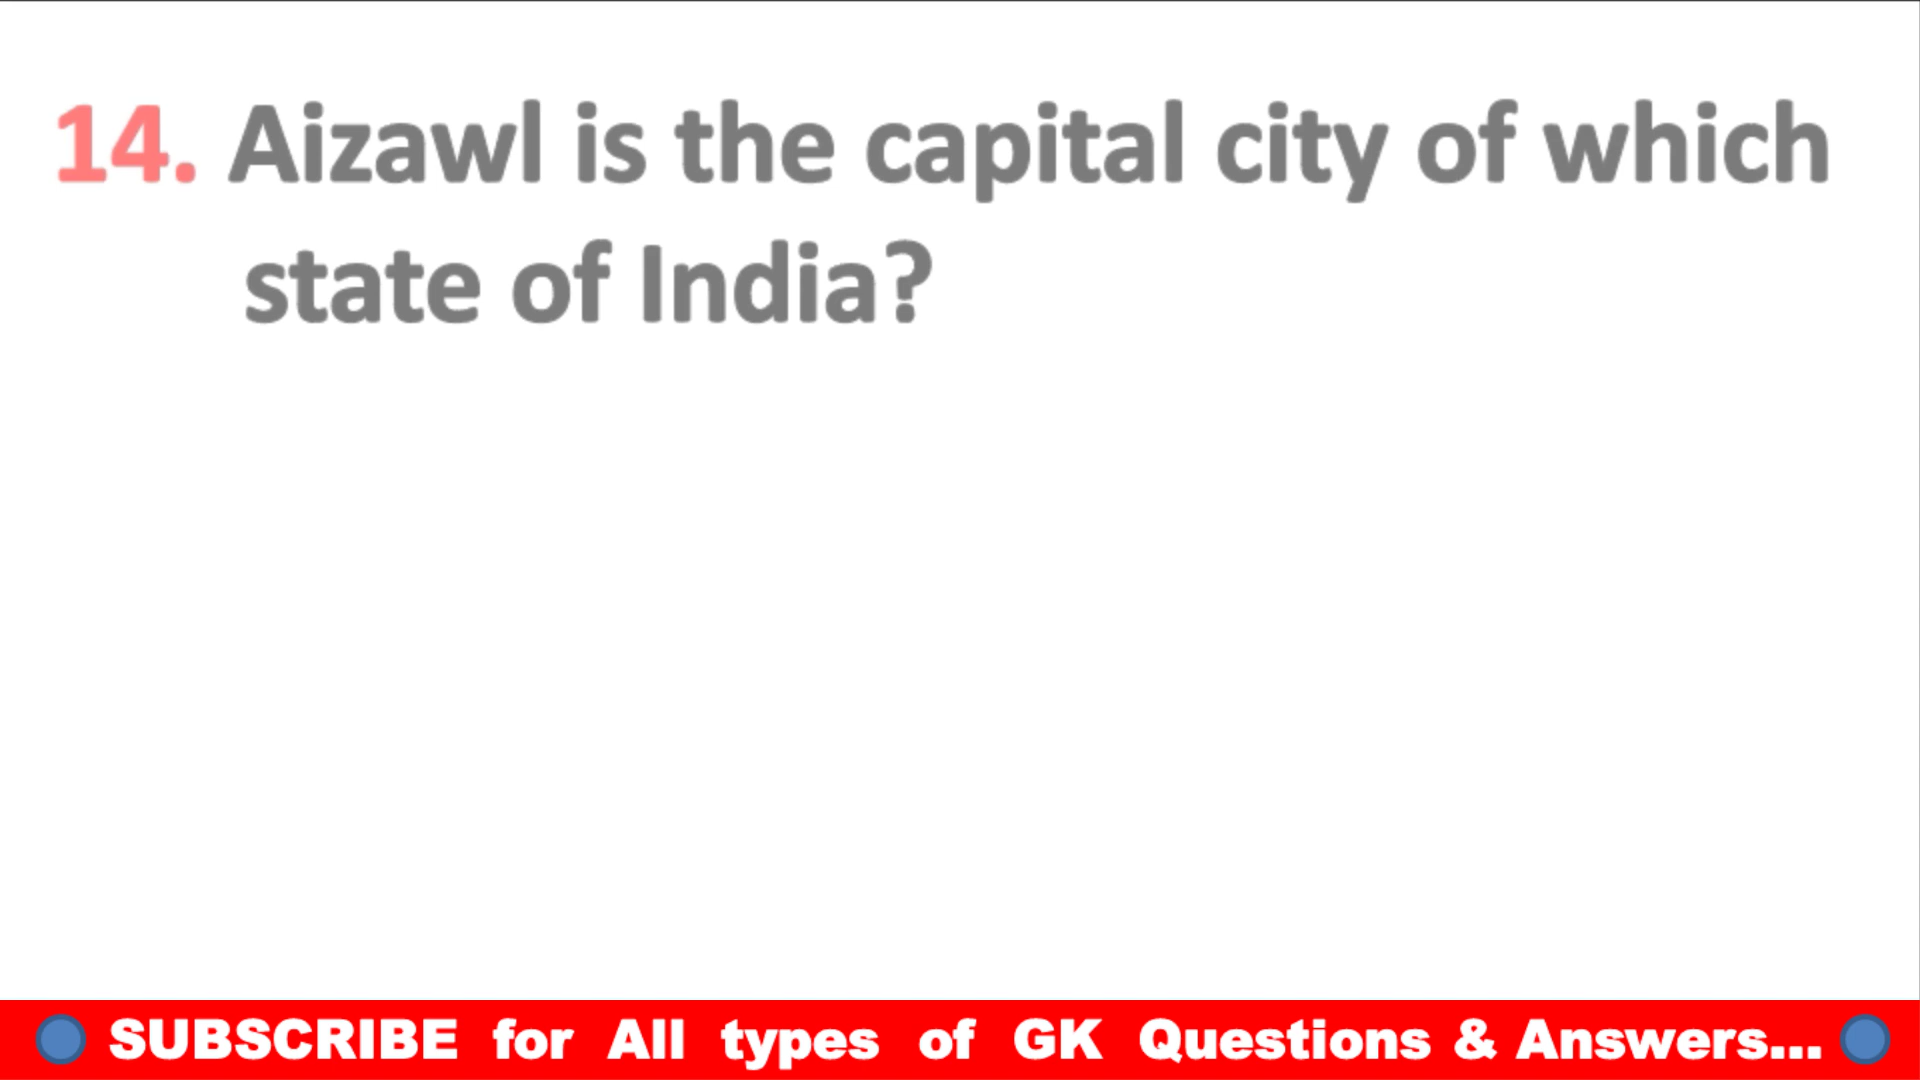 14. Aizawl is the capital city of which
state of India?
SUBSCRIBE for All types of GK Questions & Answers...